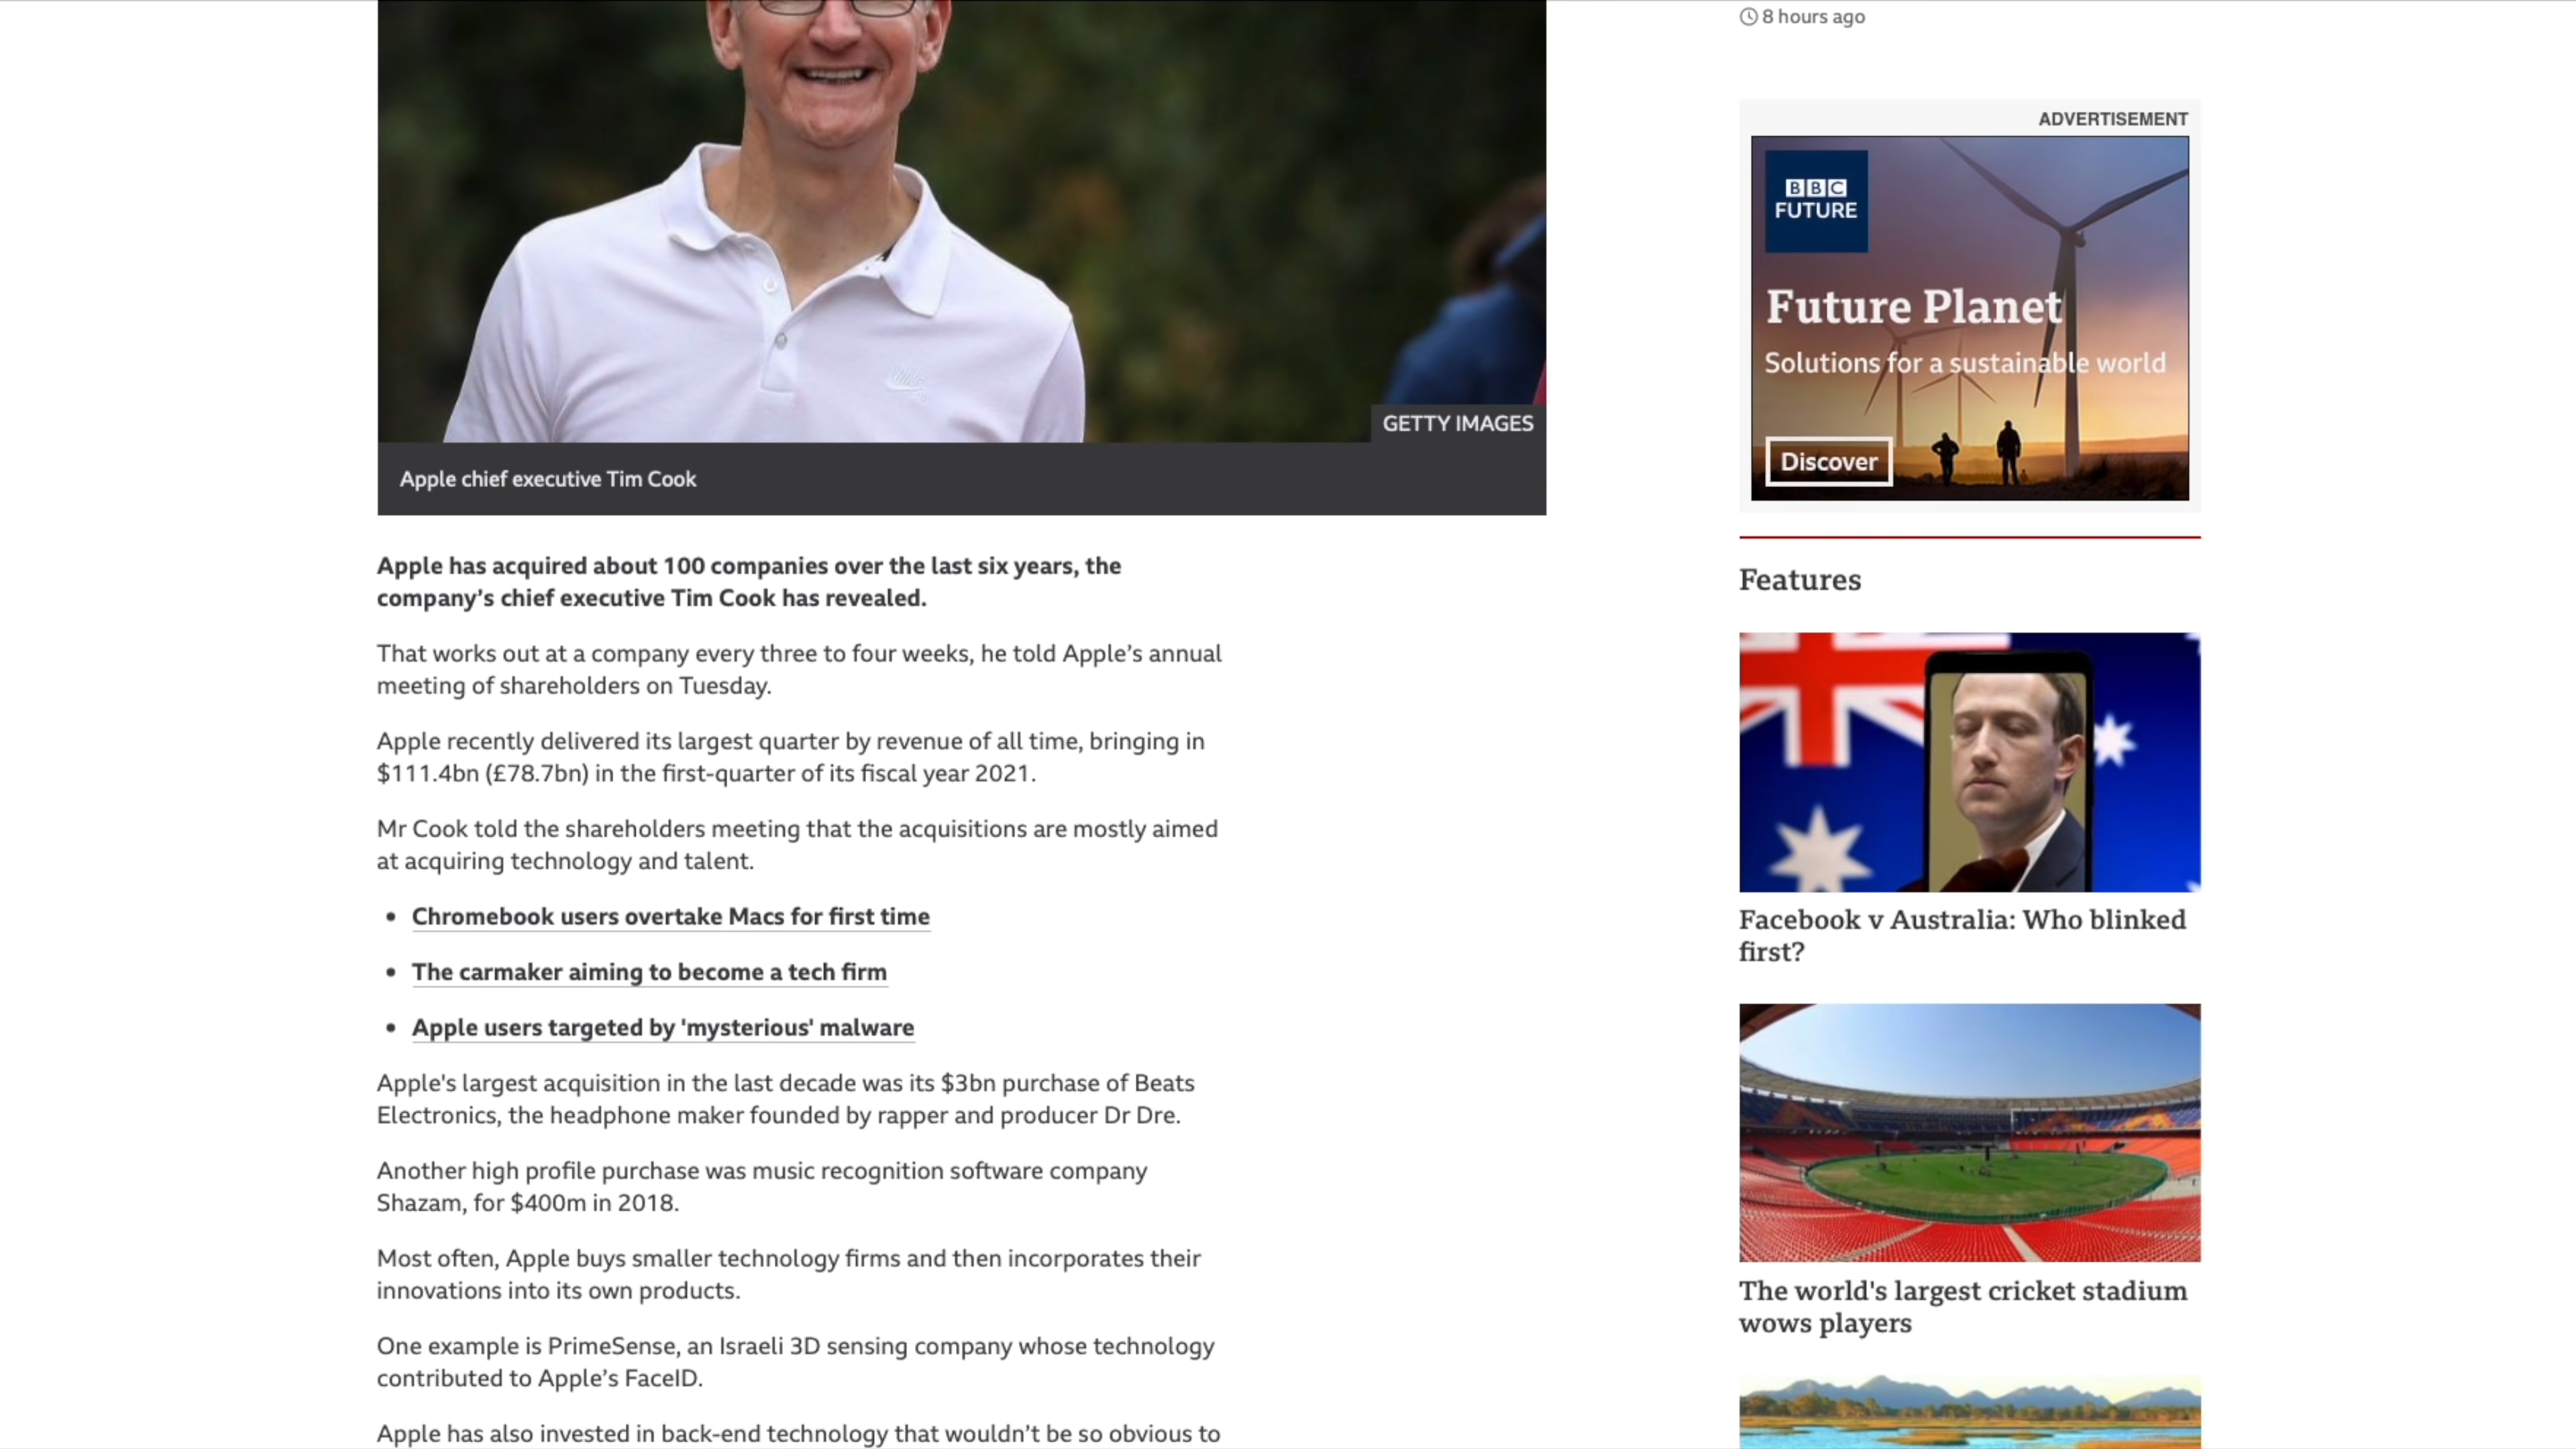 8 hours ago
GETTY IMAGES
Apple chief executive Tim Cook
Apple has acquired about 100 companies over the last six years, the
company's chief executive Tim Cook has revealed.
That works out at a company every three to four weeks, he told Apple's annual
meeting of shareholders on Tuesday.
Apple recently delivered its largest quarter by revenue of all time, bringing in
$111.4bn (£78.7bn) in the first-quarter of its fiscal year 2021.
Mr Cook told the shareholders meeting that the acquisitions are mostly aimed
at acquiring technology and talent.
• Chromebook users overtake Macs for first time
• The carmaker aiming to become a tech firm
• Apple users targeted by 'mysterious' malware
Apple's largest acquisition in the last decade was its $3bn purchase of Beats
Electronics, the headphone maker founded by rapper and producer Dr Dre.
Another high profile purchase was music recognition software company
Shazam, for $400m in 2018.
Most often, Apple buys smaller technology firms and then incorporates their
innovations into its own products.
One example is PrimeSense, an Israeli 3D sensing company whose technology
contributed to Apple's FaceID.
Apple has also invested in back-end technology that wouldn't be so obvious to
ADVERTISEMENT
BBC
FUTURE
Future Planet
Solutions for a sustainable world
Discover
Features
Facebook v Australia: Who blinked
first?
The world's largest cricket stadium
wows players